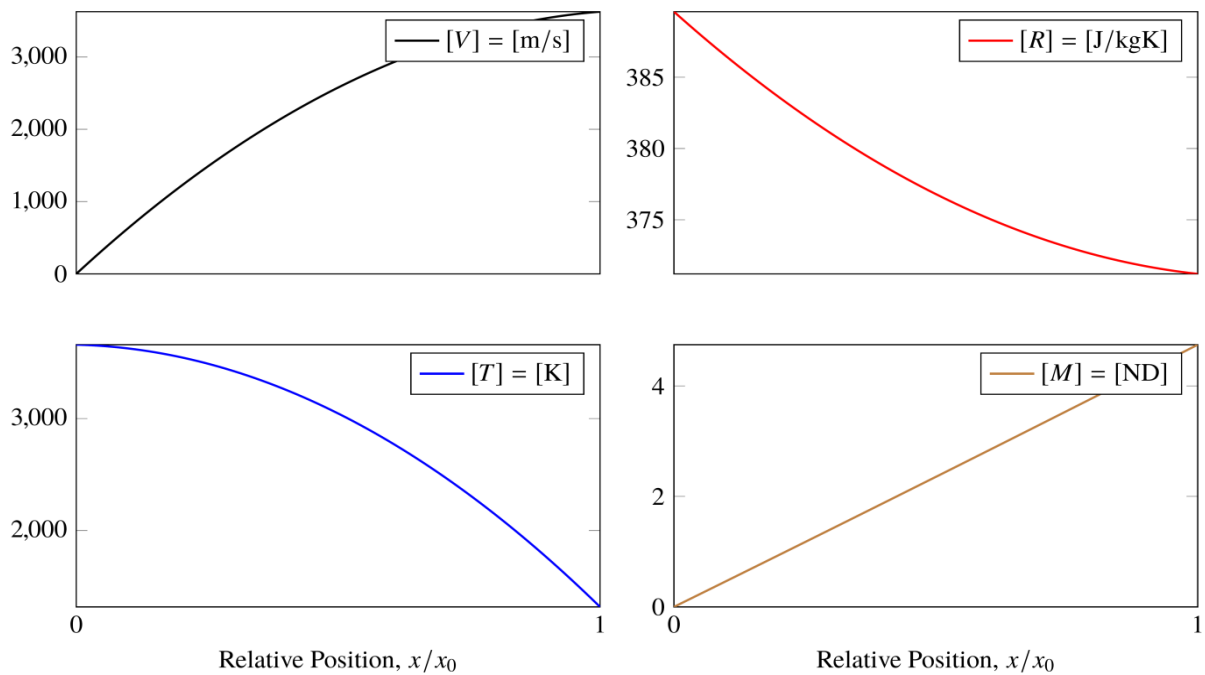 [V] = [m/s]
3,000
2,000
1,000
0
[R] = [J/kgK]
385
380
375
[T] = [K]
3,000
2,000
0
1
Relative Position, x/x₀
[M] = [ND]
4
2
0
0
1
Relative Position, x/x₀